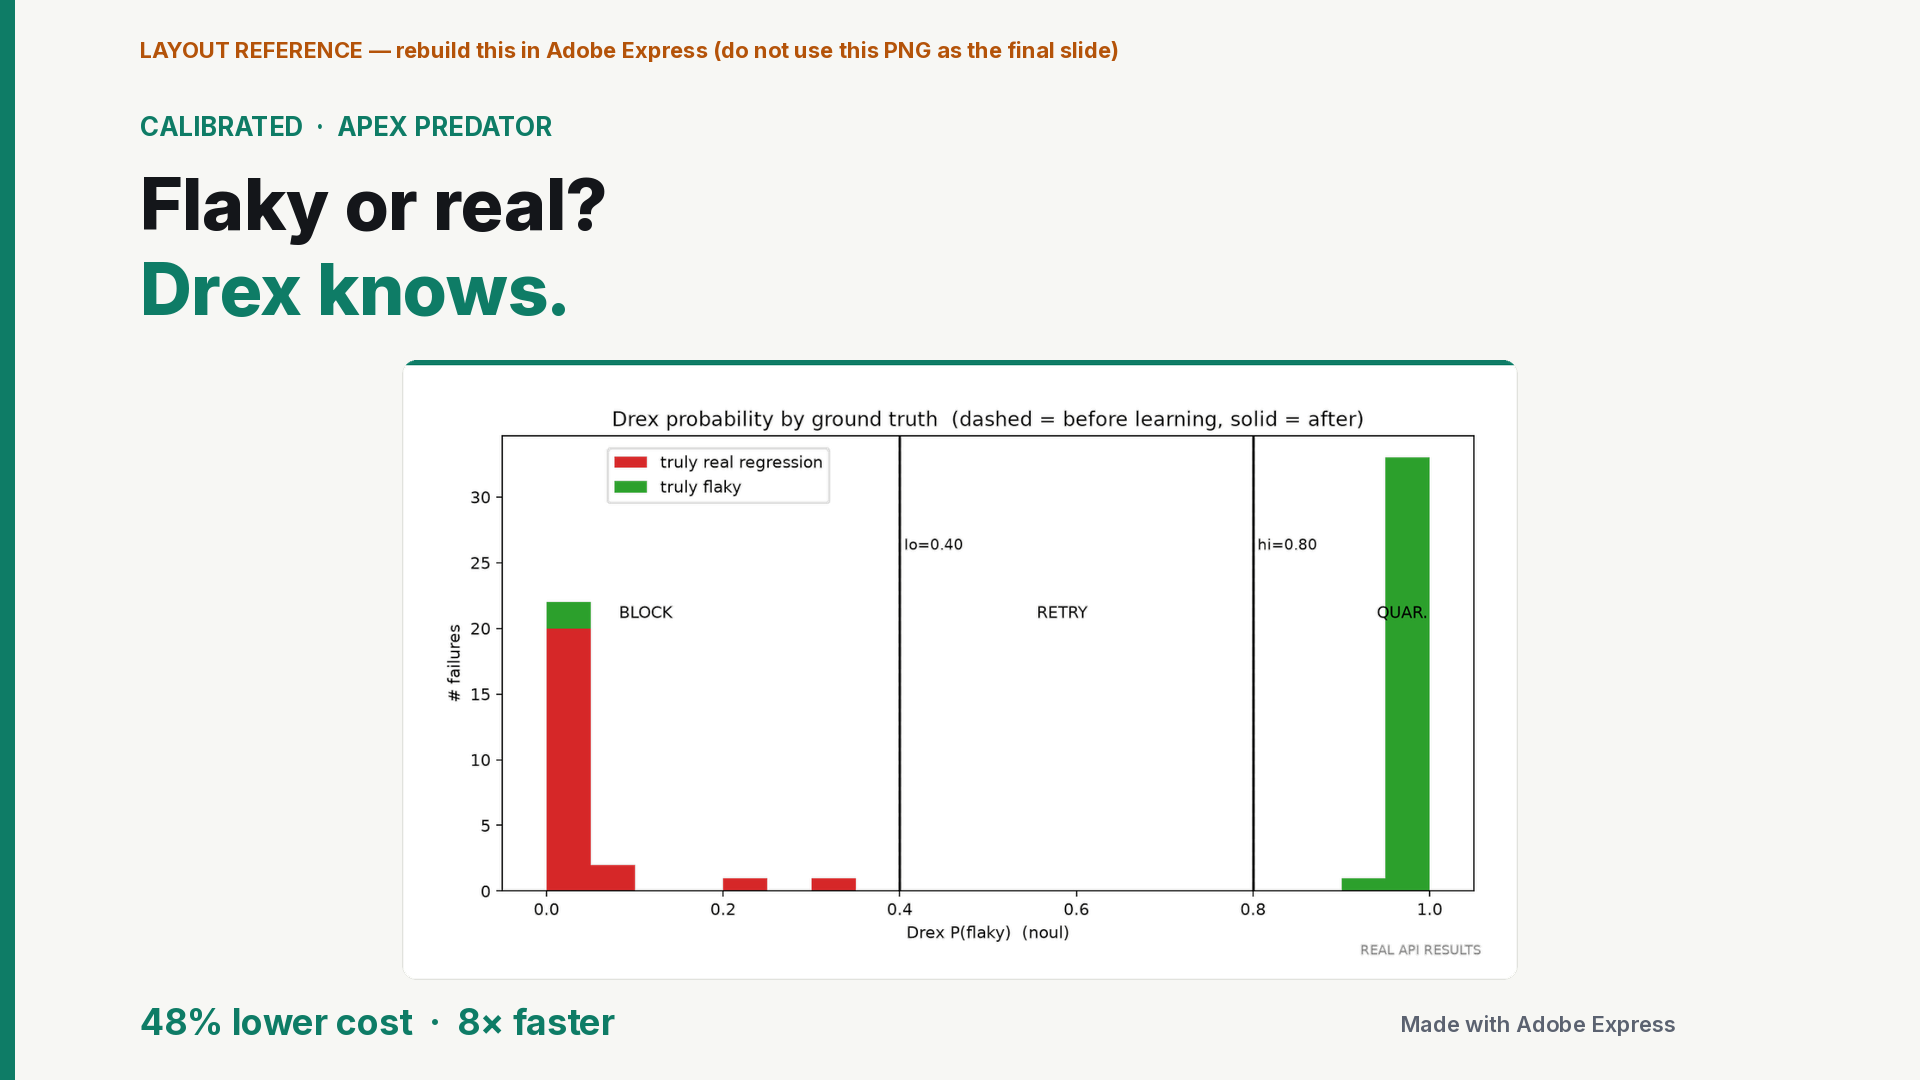 LAYOUT REFERENCE — rebuild this in Adobe Express (do not use this PNG as the final slide)
CALIBRATED · APEX PREDATOR
Flaky or real?
Drex knows.
Drex probability by ground truth (dashed = before learning, solid = after)
truly real regression
truly flaky
lo=0.40
hi=0.80
BLOCK
RETRY
QUAR.
# failures
30
25
20
15
10
5
0
0.0 0.2 0.4 0.6 0.8 1.0
Drex P(flaky) (noul)
REAL API RESULTS
48% lower cost · 8× faster
Made with Adobe Express